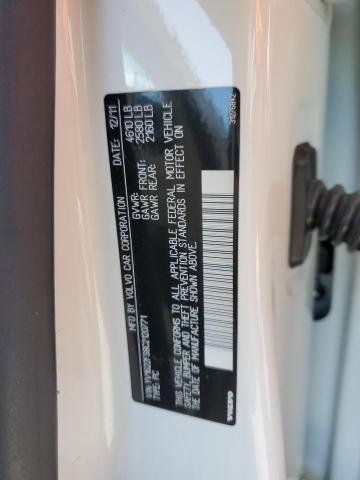 MFD BY VOLVO CAR CORPORATION DATE: 12/11
GVWR: 4610 LB
GAWR FRONT: 2580 LB
GAWR REAR: 2160 LB
TYPE: PC
THIS VEHICLE CONFORMS TO ALL APPLICABLE FEDERAL MOTOR VEHICLE
SAFETY, BUMPER AND THEFT PREVENTION STANDARDS IN EFFECT ON
THE DATE OF MANUFACTURE SHOWN ABOVE.
VOLVO